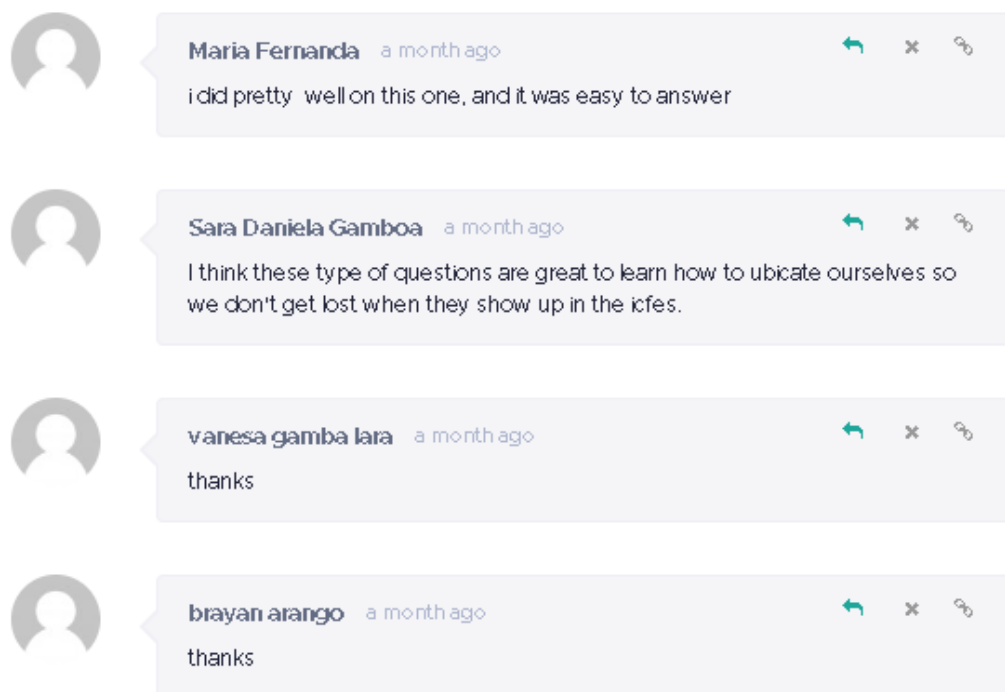 Maria Fernanda a month ago
i did pretty well on this one, and it was easy to answer
Sara Daniela Gamboa a month ago
I think these type of questions are great to learn how to ubicate ourselves so
we don't get lost when they show up in the icfes.
vanesa gamba lara a month ago
thanks
brayan arango a month ago
thanks